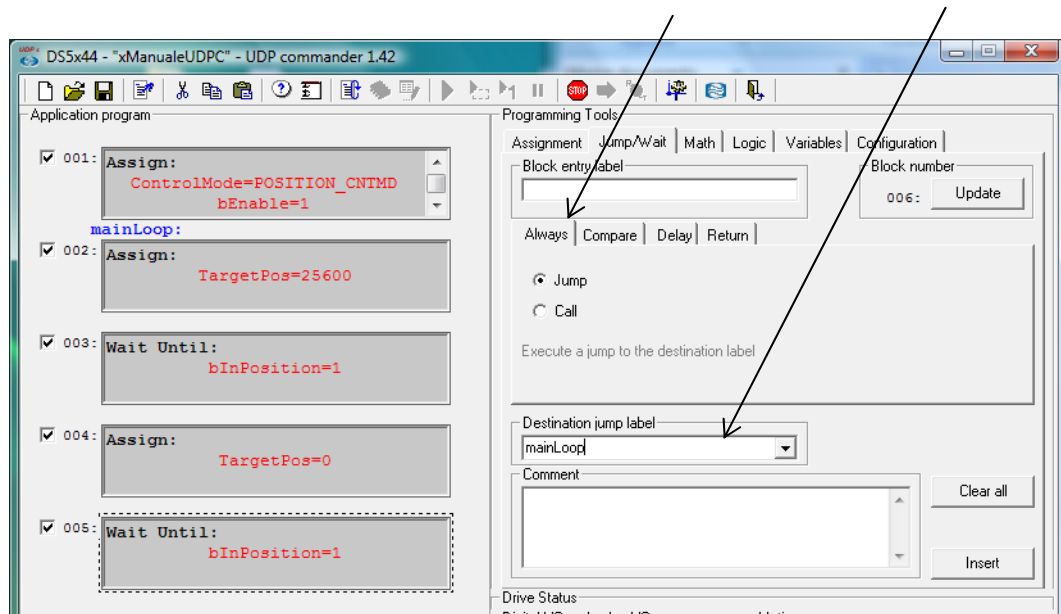 DS5x44 - "xManualeUDPC" - UDP commander 1.42
STOP
Application program
001:
Assign:
ControlMode=POSITION_CNTMD
bEnable=1
mainLoop:
002:
Assign:
TargetPos=25600
003:
Wait Until:
bInPosition=1
004:
Assign:
TargetPos=0
005:
Wait Until:
bInPosition=1
Programming Tools
Assignment Jump/Wait Math Logic Variables Configuration
Block entry label
Block number
006: Update
Always Compare Delay Return
Jump
Call
Execute a jump to the destination label
Destination jump label
mainLoop
Comment
Clear all
Insert
Drive Status